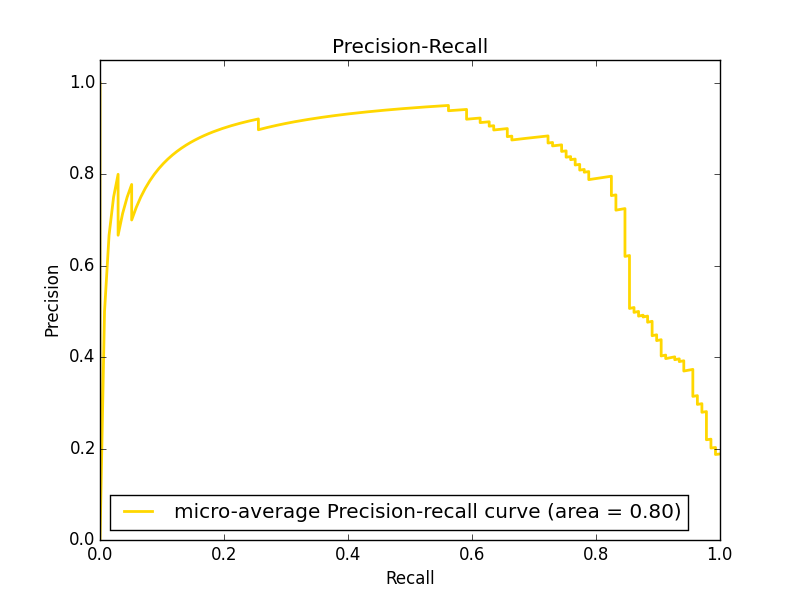 Precision-Recall
1.0
0.8
0.6
0.4
0.2
0.0
Precision
micro-average Precision-recall curve (area = 0.80)
0.0 0.2 0.4 0.6 0.8 1.0
Recall